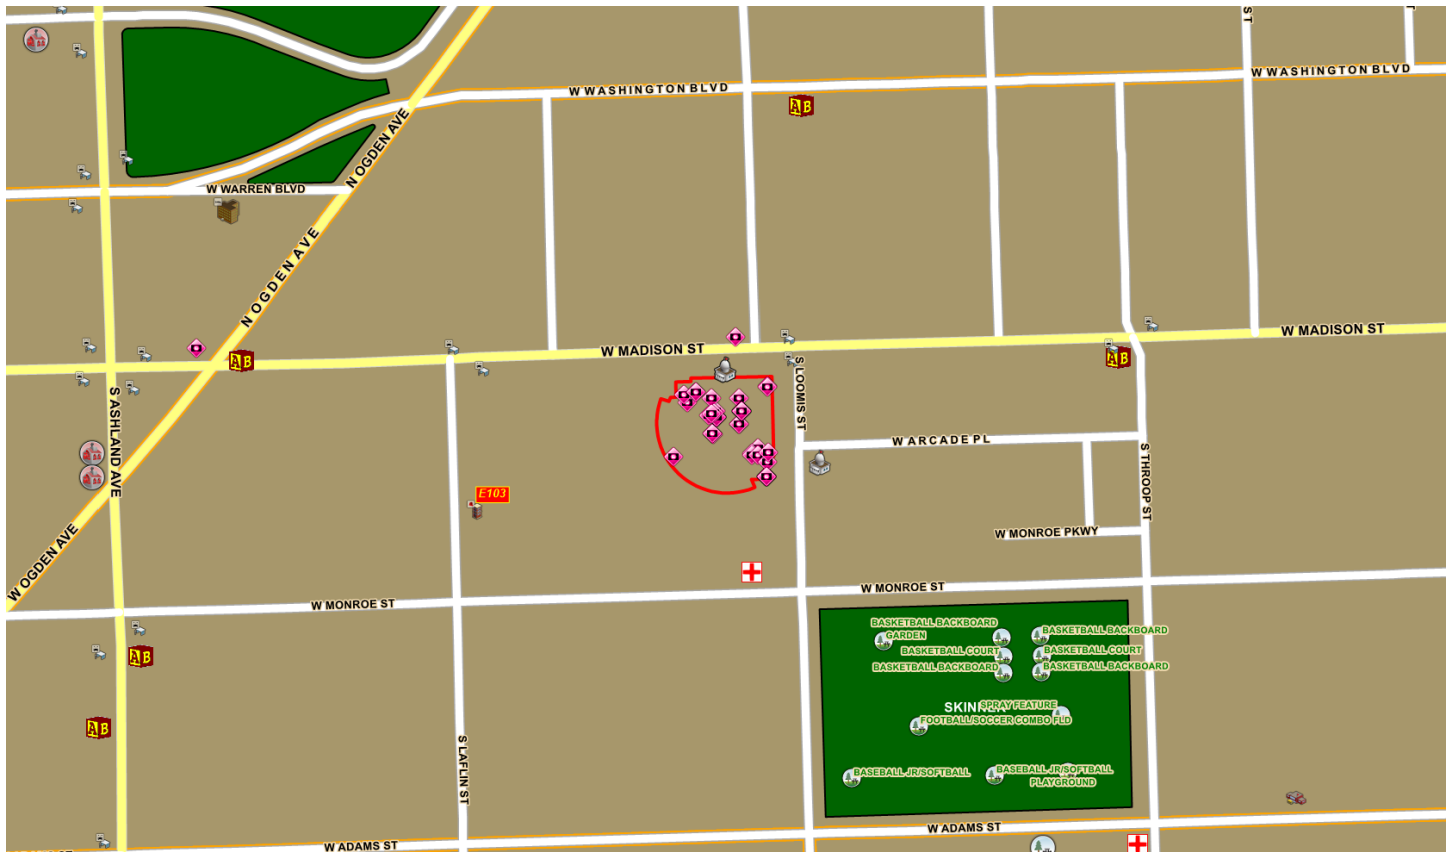 ST
T
W WASHINGTON BLVD
W WASHINGTON BLVD
A B
N OGDEN AVE
W WARREN BLVD
N OGDEN AVE
W MADISON ST
W MADISON ST
A B
A B
S ASHLAND AVE
S LOOMIS ST
W ARCADE PL
S THROOP ST
E103
W OGDEN AVE
W MONROE PKWY
W MONROE ST
W MONROE ST
BASKETBALL BACKBOARD
GARDEN
BASKETBALL BACKBOARD
BASKETBALL COURT
BASKETBALL COURT
BASKETBALL BACKBOARD
BASKETBALL BACKBOARD
A B
SPRAY FEATURE
FOOTBALL/SOCCER COMBO FLD
A B
S LAFLIN ST
BASEBALL JR/SOFTBALL
BASEBALL JR/SOFTBALL
PLAYGROUND
W ADAMS ST
W ADAMS ST